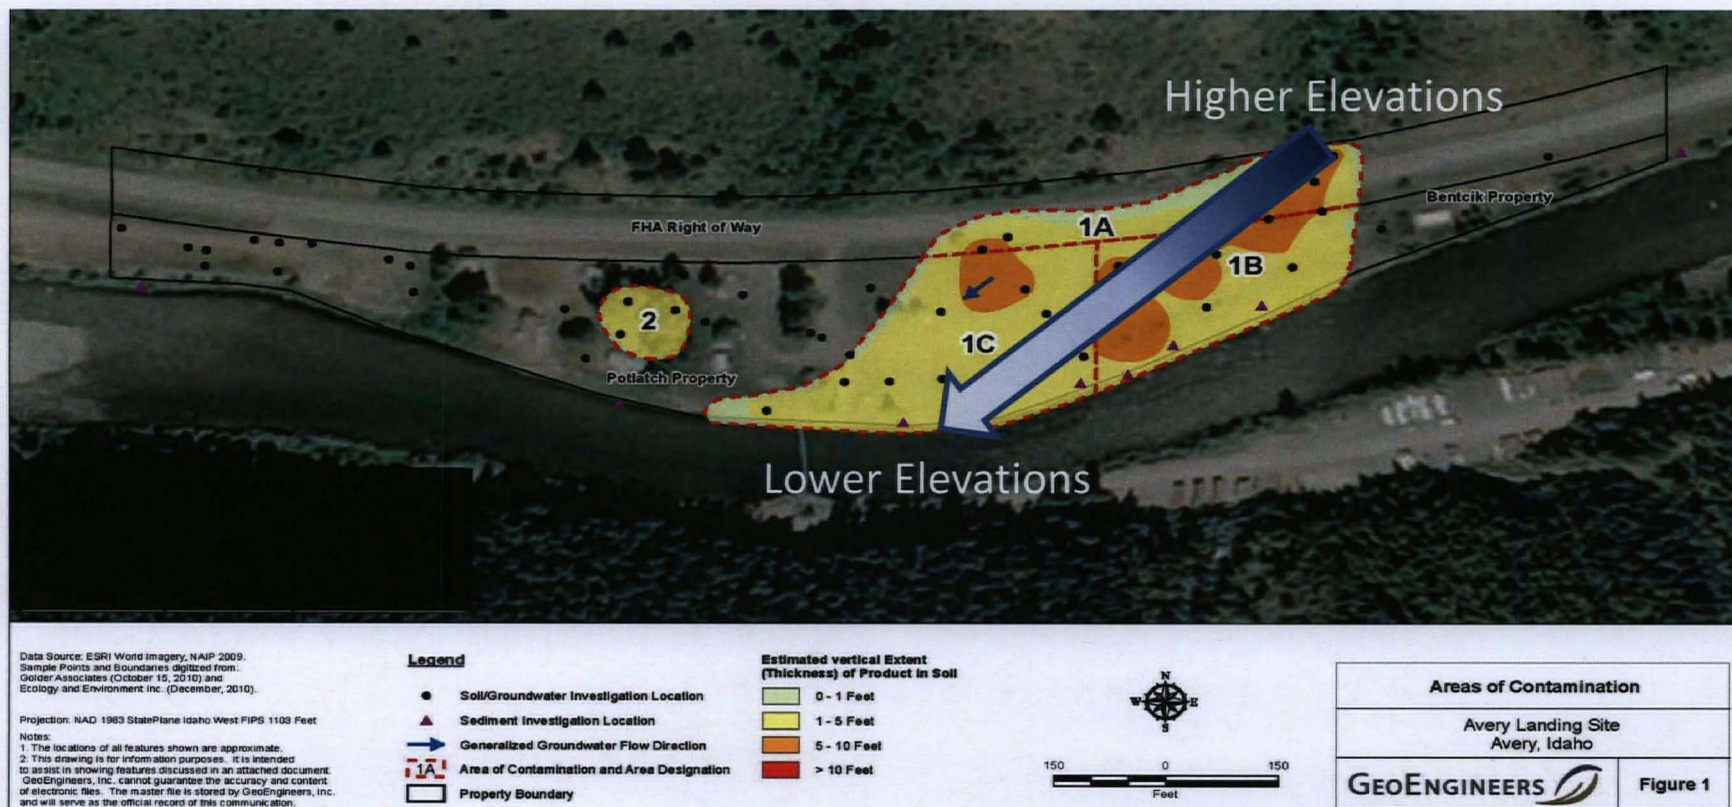 Higher Elevations
Bentcik Property
FHA Right of Way
1A
1B
2
1C
Potlatch Property
Lower Elevations
Data Source: ESRI World Imagery, NAIP 2009.
Sample Points and Boundaries digitized from:
Golder Associates (October 15, 2010) and
Ecology and Environment Inc. (December, 2010).
Projection: NAD 1983 StatePlane Idaho West FIPS 1103 Feet
Notes:
1. The locations of all features shown are approximate.
2. This drawing is for information purposes. It is intended
to assist in showing features discussed in an attached document.
GeoEngineers, Inc. cannot guarantee the accuracy and content
of electronic files. The master file is stored by GeoEngineers, Inc.
and will serve as the official record of this communication.
Legend
Soil/Groundwater Investigation Location
Sediment Investigation Location
Generalized Groundwater Flow Direction
1A Area of Contamination and Area Designation
Property Boundary
Estimated vertical Extent
(Thickness) of Product in Soil
0 - 1 Feet
1 - 5 Feet
5 - 10 Feet
> 10 Feet
N
W E
S
150 0 150
Feet
Areas of Contamination
Avery Landing Site
Avery, Idaho
GEOENGINEERS
Figure 1